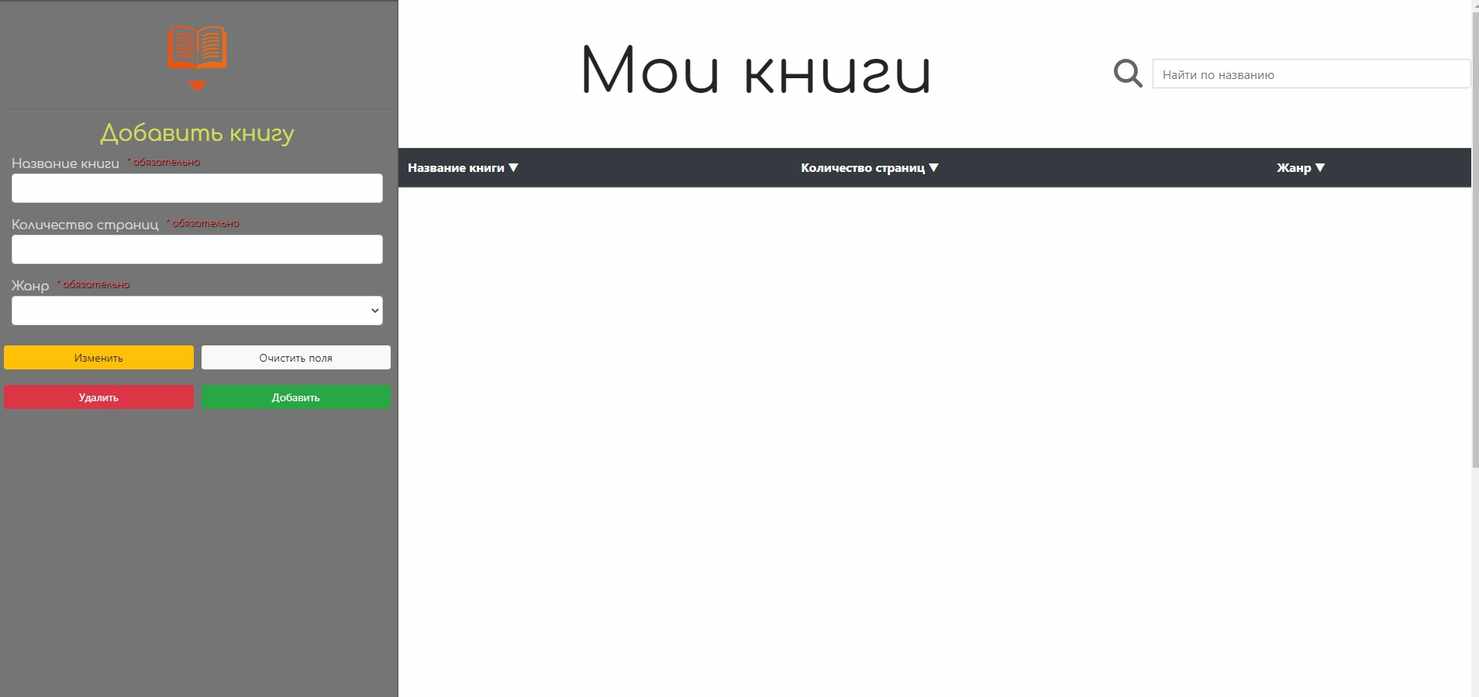 Добавить книгу
Название книги * обязательно
Количество страниц * обязательно
Жанр * обязательно
Изменить Очистить поля
Удалить Добавить
Мои книги
Найти по названию
Название книги ▼ Количество страниц ▼ Жанр ▼